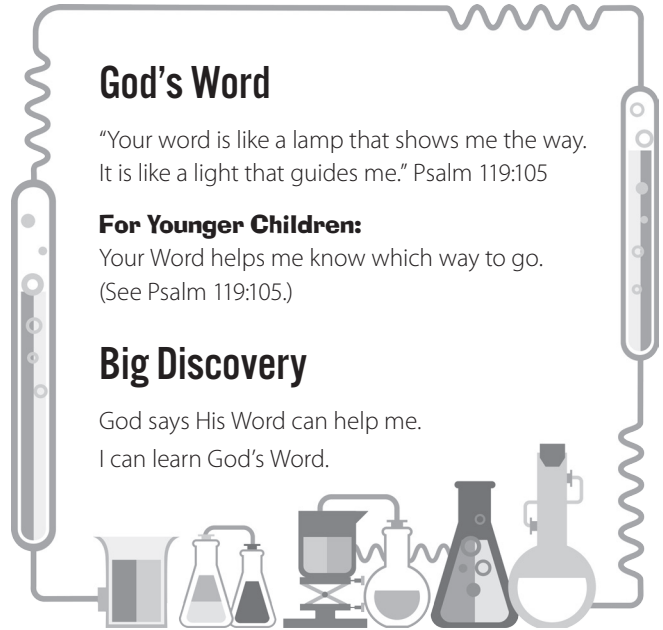 God’s Word
“Your word is like a lamp that shows me the way.
It is like a light that guides me.” Psalm 119:105
For Younger Children:
Your Word helps me know which way to go.
(See Psalm 119:105.)
Big Discovery
God says His Word can help me.
I can learn God’s Word.